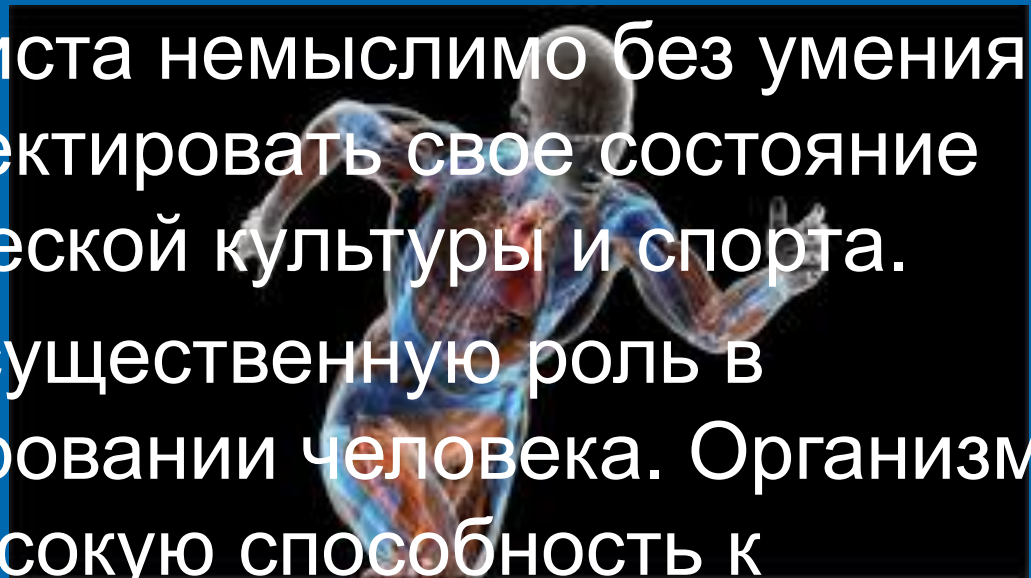 иста немыслимо без умения
ектировать свое состояние
еской культуры и спорта.
существенную роль в
ровании человека. Организм
сокую способность к